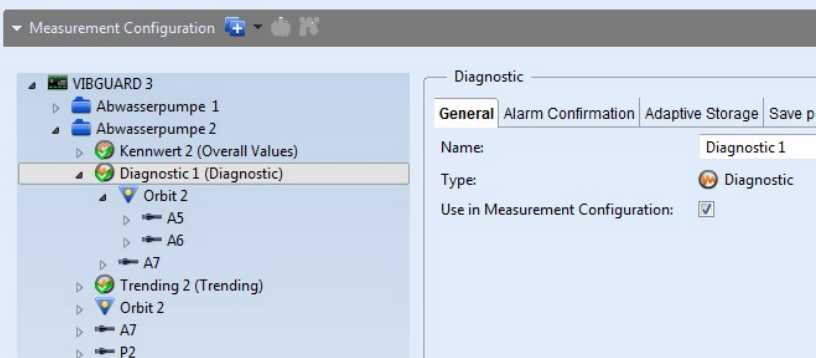 Measurement Configuration
VIBGUARD 3
Abwasserpumpe 1
Abwasserpumpe 2
Kennwert 2 (Overall Values)
Diagnostic 1 (Diagnostic)
Orbit 2
A5
A6
A7
Trending 2 (Trending)
Orbit 2
A7
P2
Diagnostic
General Alarm Confirmation Adaptive Storage Save p
Name: Diagnostic 1
Type: Diagnostic
Use in Measurement Configuration: